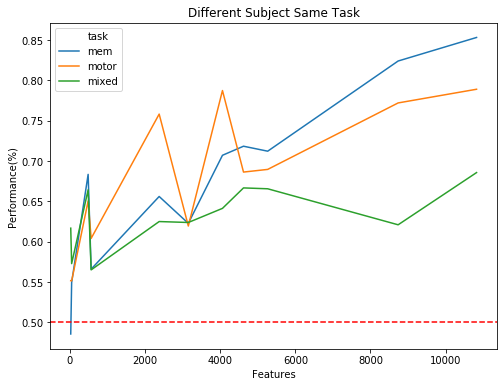 Different Subject Same Task
task
mem
motor
mixed
Performance(%)
0.85
0.80
0.75
0.70
0.65
0.60
0.55
0.50
0
2000
4000
6000
8000
10000
Features